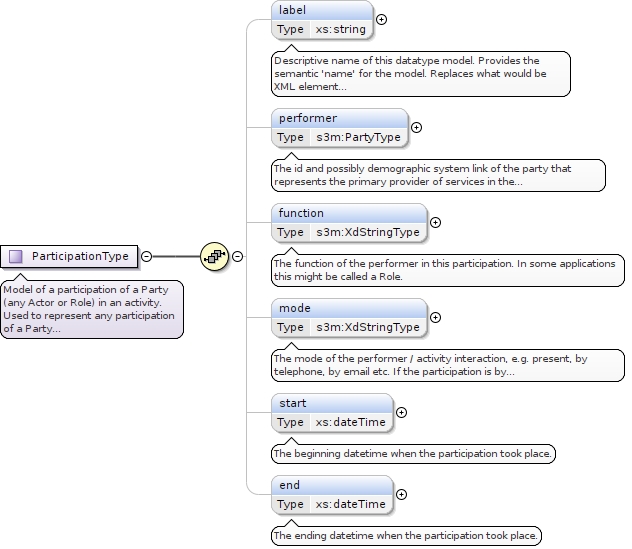 label
Type xs:string
Descriptive name of this datatype model. Provides the
semantic 'name' for the model. Replaces what would be
XML element...
performer
Type s3m:PartyType
The id and possibly demographic system link of the party that
represents the primary provider of services in the...
function
Type s3m:XdStringType
The function of the performer in this participation. In some applications
this might be called a Role.
ParticipationType
Model of a participation of a Party
(any Actor or Role) in an activity.
Used to represent any participation
of a Party...
mode
Type s3m:XdStringType
The mode of the performer / activity interaction, e.g. present, by
telephone, by email etc. If the participation is by...
start
Type xs:dateTime
The beginning datetime when the participation took place.
end
Type xs:dateTime
The ending datetime when the participation took place.